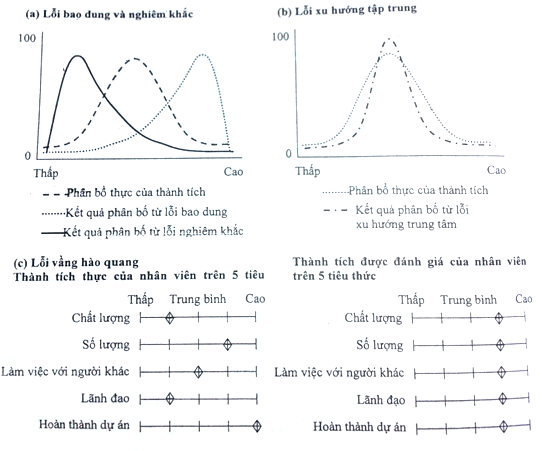 (a) Lỗi bao dung và nghiêm khắc
100
0
Thấp
Cao
Phân bổ thực của thành tích
Kết quả phân bố từ lỗi bao dung
Kết quả phân bố từ lỗi nghiêm khắc
(b) Lỗi xu hướng tập trung
100
0
Thấp
Cao
Phân bổ thực của thành tích
Kết quả phân bố từ lỗi
xu hướng trung tâm
(c) Lỗi vầng hào quang
Thành tích thực của nhân viên trên 5 tiêu
Thấp Trung bình Cao
Chất lượng
Số lượng
Làm việc với người khác
Lãnh đao
Hoàn thành dự án
Thành tích được đánh giá của nhân viên
trên 5 tiêu thức
Thấp Trung bình Cao
Chất lượng
Số lượng
Làm việc với người khác
Lãnh đạo
Hoàn thành dự án